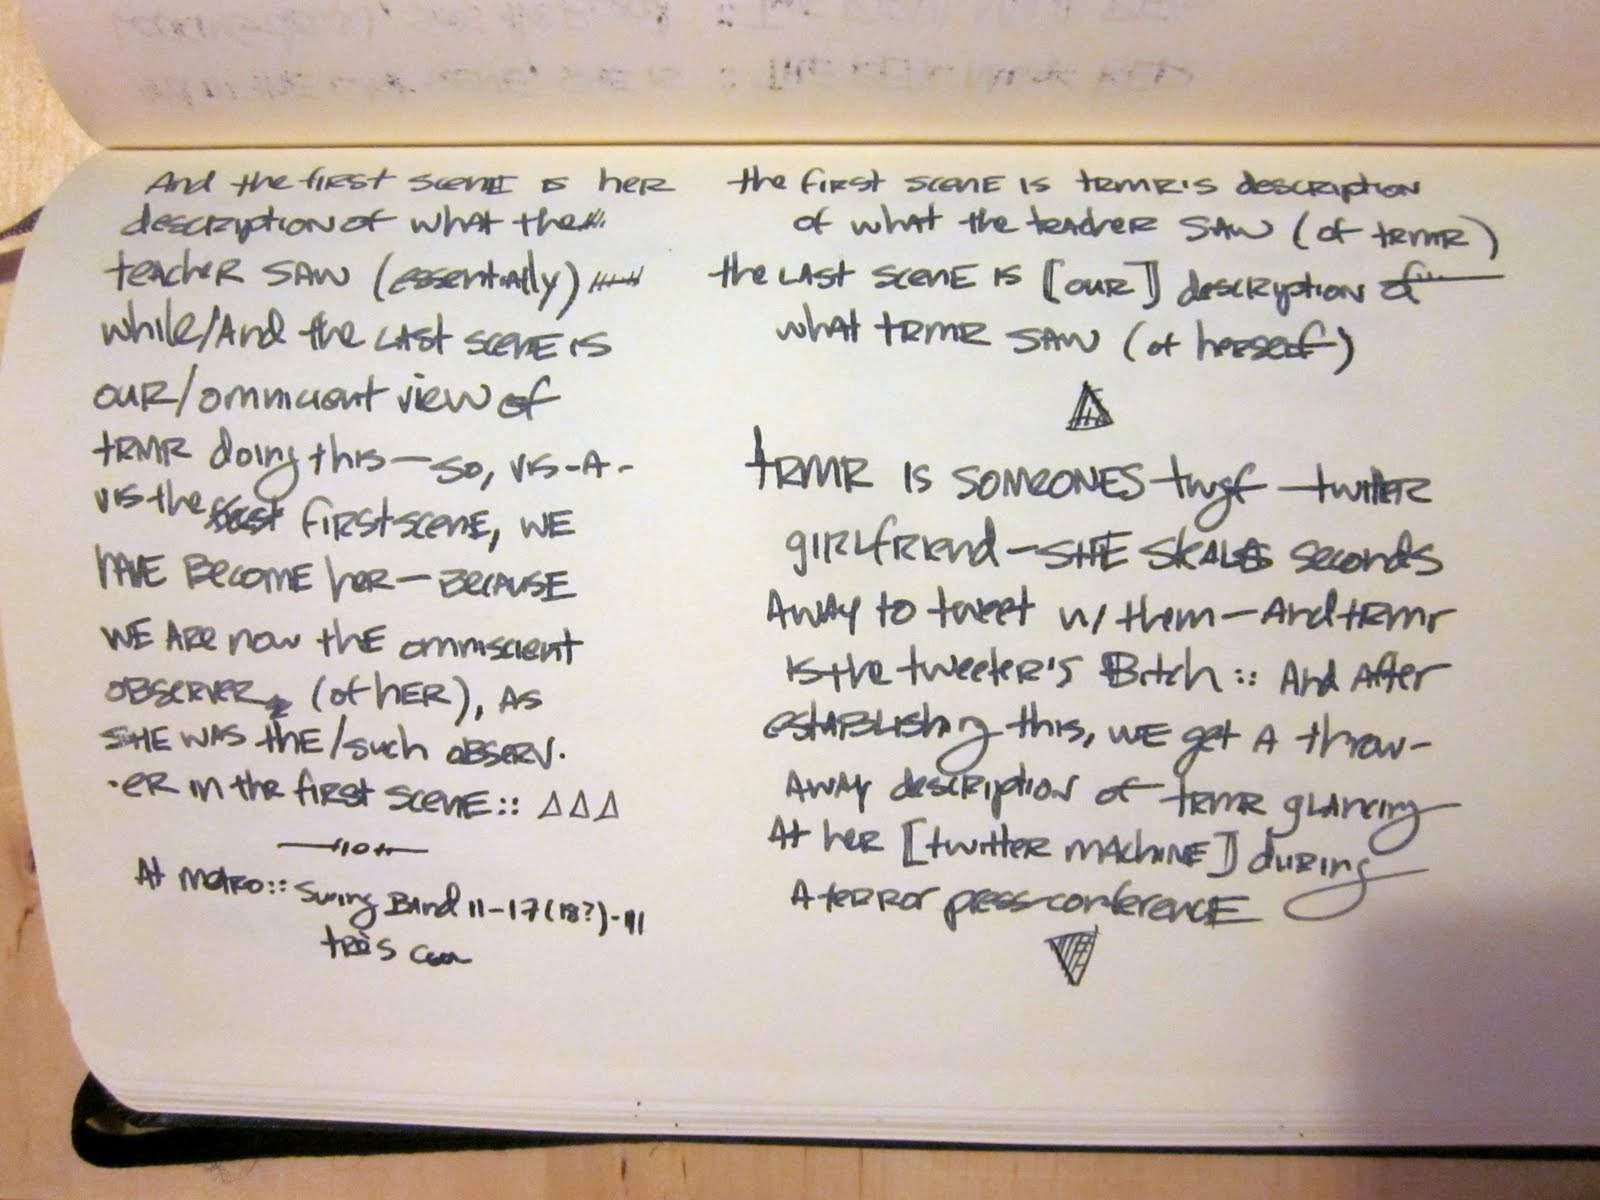 And the first scene is her
description of what the
teacher saw (essentially)
while/And the last scene is
our/omniscient view of
trmr doing this — so, vis-a-
vis the first scene, we
have become her — because
we are now the omniscient
observer (of her), as
she was the/such observ-
-er in the first scene :: Δ Δ Δ
At metro :: Swing Band 11-17(18?)-11
très
the first scene is trmr's description
of what the teacher saw (of trmr)
the last scene is [our] description of
what trmr saw (of herself)
trmr is someones twgf — twitter
girlfriend — she steals seconds
away to tweet w/ them — And trmr
is the tweeter's Bitch :: And after
establishing this, we get a throw-
away description of trmr glancing
At her [twitter machine] during
A terror press-conference